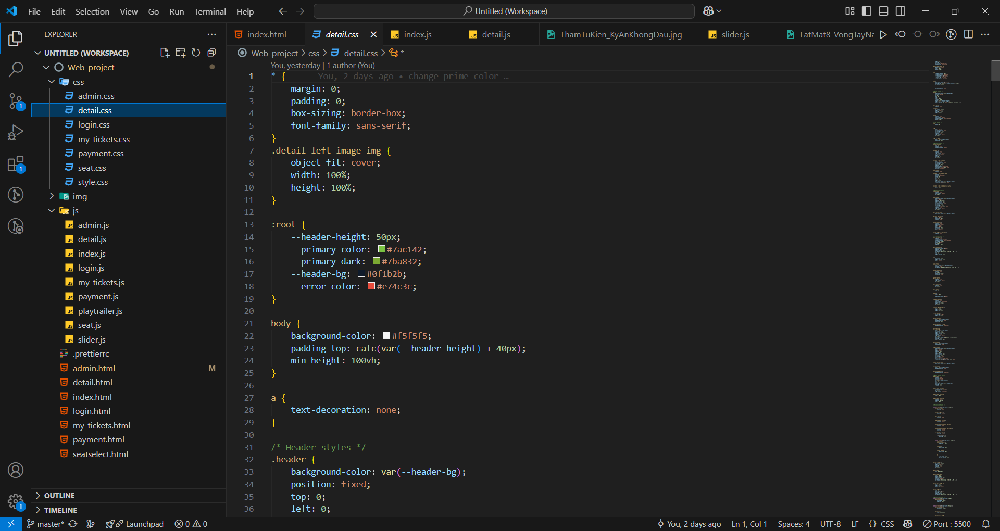 File Edit Selection View Go Run Terminal Help
Untitled (Workspace)
EXPLORER
UNTITLED (WORKSPACE)
Web_project
css
admin.css
detail.css
login.css
my-tickets.css
payment.css
seat.css
style.css
img
js
admin.js
detail.js
index.js
login.js
my-tickets.js
payment.js
playtrailer.js
seat.js
slider.js
.prettierrc
admin.html M
detail.html
index.html
login.html
my-tickets.html
payment.html
seatselect.html
OUTLINE
TIMELINE
1
1
1
index.html detail.css index.js detail.js ThamTuKien_KyAnKhongDau.jpg slider.js LatMat8-VongTayNa
Web_project > css > detail.css > *
You, yesterday | 1 author (You)
1 * { You, 2 days ago • change prime color …
2 margin: 0;
3 padding: 0;
4 box-sizing: border-box;
5 font-family: sans-serif;
6 }
7 .detail-left-image img {
8 object-fit: cover;
9 width: 100%;
10 height: 100%;
11 }
12
13 :root {
14 --header-height: 50px;
15 --primary-color: #7ac142;
16 --primary-dark: #7ba832;
17 --header-bg: #0f1b2b;
18 --error-color: #e74c3c;
19 }
20
21 body {
22 background-color: #f5f5f5;
23 padding-top: calc(var(--header-height) + 40px);
24 min-height: 100vh;
25 }
26
27 a {
28 text-decoration: none;
29 }
30
31 /* Header styles */
32 .header {
33 background-color: var(--header-bg);
34 position: fixed;
35 top: 0;
36 left: 0;
master* Launchpad 0 0 You, 2 days ago Ln 1, Col 1 Spaces: 4 UTF-8 LF {} CSS Port : 5500